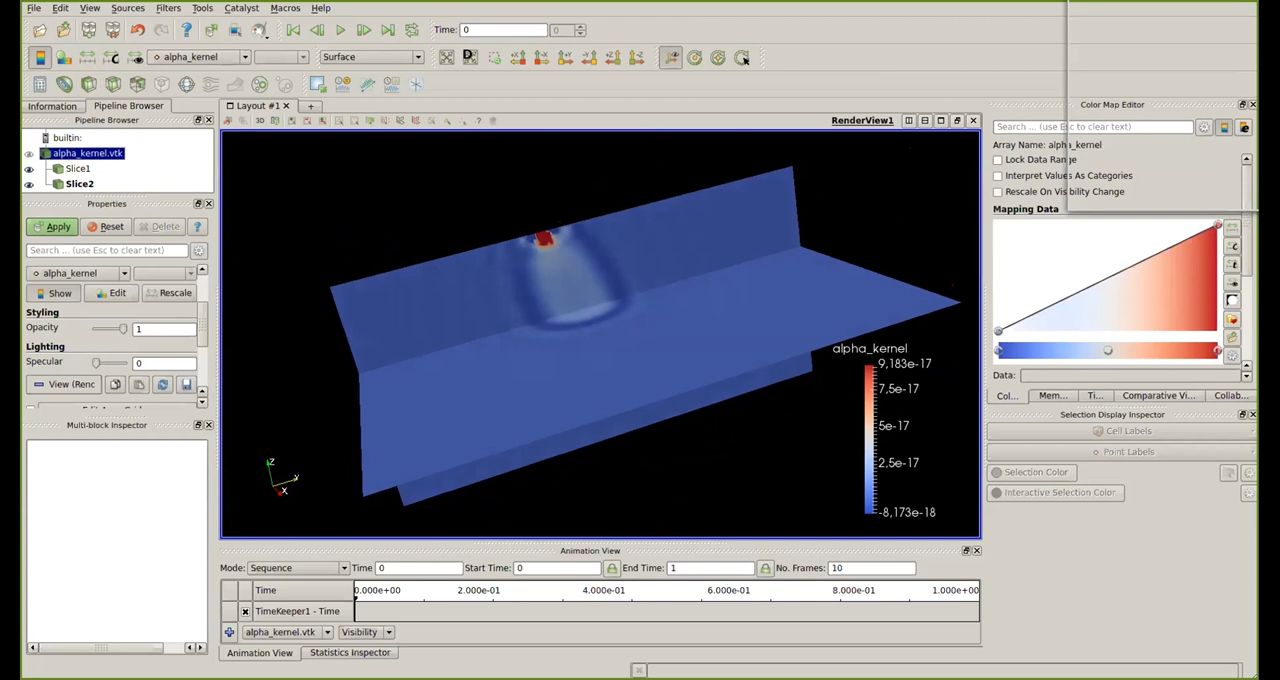 File Edit View Sources Filters Tools Catalyst Macros Help
Time: 0 0
alpha_kernel Surface
Information Pipeline Browser Layout #1 + Color Map Editor
Pipeline Browser RenderView1
Search ... (use Esc to clear text)
builtin:
Array Name: alpha_kernel
alpha_kernel.vtk
Lock Data Range
Slice1
Interpret Values As Categories
Slice2
Rescale On Visibility Change
Properties
Mapping Data
Apply Reset Delete ?
Search ... (use Esc to clear text)
alpha_kernel
Show Edit Rescale
Styling
Opacity 1
Lighting
Specular 0
View (Renc
alpha_kernel
9,183e-17
7,5e-17
5e-17
2,5e-17
-8,173e-18
Z
Y
X
Data:
Col... Mem... Ti... Comparative Vi... Collab...
Selection Display Inspector
Cell Labels
Point Labels
Selection Color
Interactive Selection Color
Multi-block Inspector
Animation View
Mode: Sequence Time 0 Start Time: 0 End Time: 1 No. Frames: 10
Time 0.000e+00 2.000e-01 4.000e-01 6.000e-01 8.000e-01 1.000e+00
TimeKeeper1 - Time
alpha_kernel.vtk Visibility
Animation View Statistics Inspector